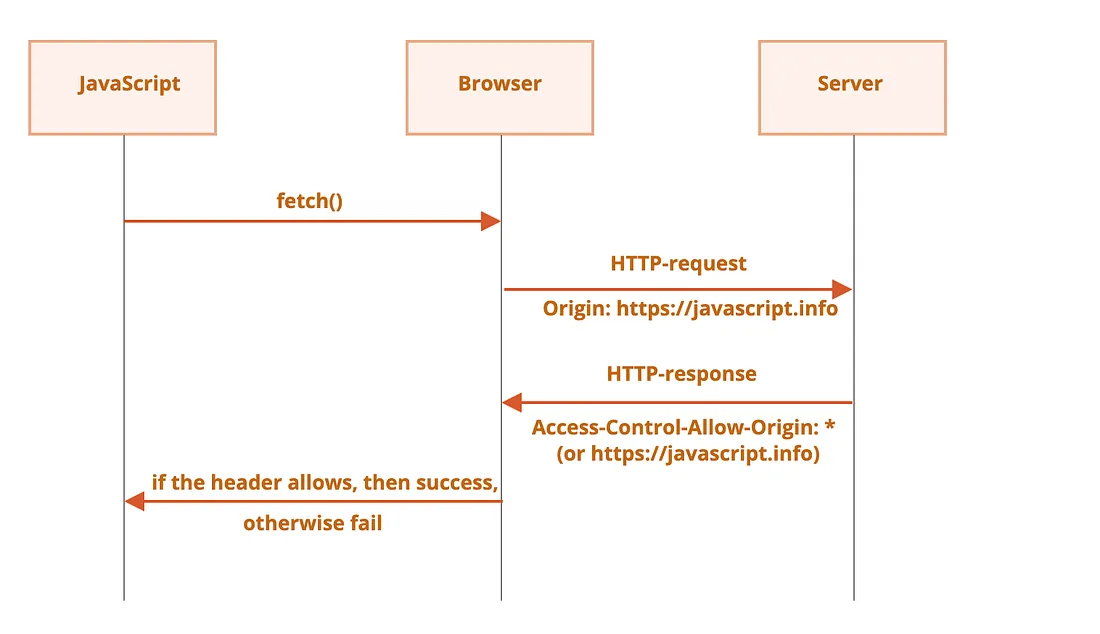 JavaScript
Browser
Server
fetch()
HTTP-request
Origin: https://javascript.info
HTTP-response
Access-Control-Allow-Origin: *
(or https://javascript.info)
if the header allows, then success,
otherwise fail